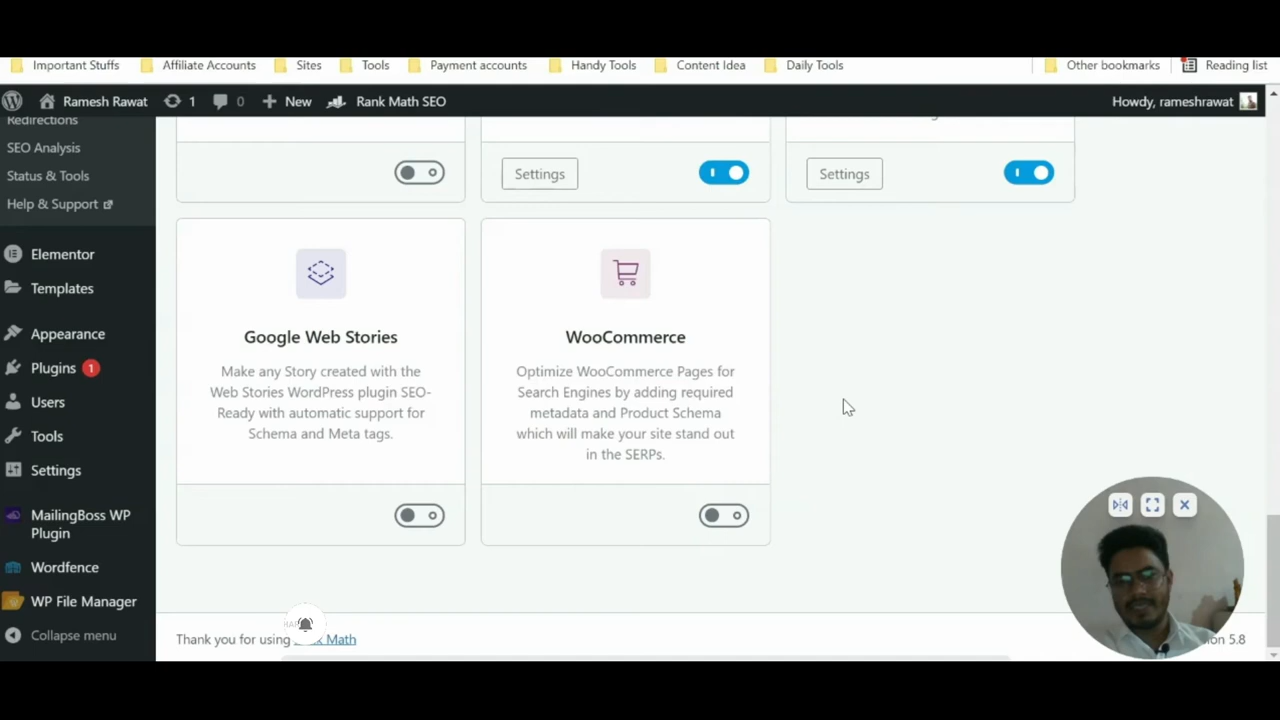 Important Stuffs Affiliate Accounts Sites Tools Payment accounts Handy Tools Content Idea Daily Tools Other bookmarks Reading list
Ramesh Rawat 1 0 New Rank Math SEO Howdy, rameshrawat
Redirections
SEO Analysis
Status & Tools
Help & Support
Elementor
Templates
Appearance
Plugins 1
Users
Tools
Settings
MailingBoss WP
Plugin
Wordfence
WP File Manager
Collapse menu
Settings
Settings
Google Web Stories
Make any Story created with the
Web Stories WordPress plugin SEO-
Ready with automatic support for
Schema and Meta tags.
WooCommerce
Optimize WooCommerce Pages for
Search Engines by adding required
metadata and Product Schema
which will make your site stand out
in the SERPs.
Thank you for using Math
5.8